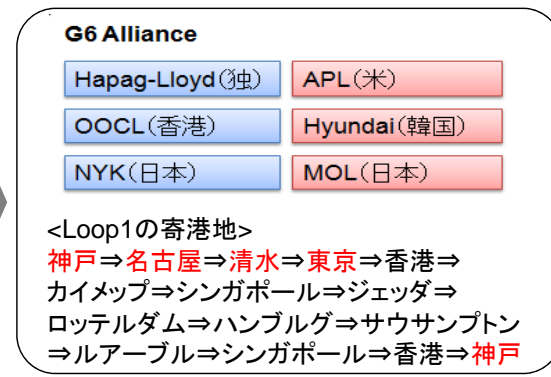 G6 Alliance
Hapag-Lloyd(独) APL(米)
OOCL(香港) Hyundai(韓国)
NYK(日本) MOL(日本)
<Loop1の寄港地>
神戸⇒名古屋⇒清水⇒東京⇒香港⇒
カイメップ⇒シンガポール⇒ジェッダ⇒
ロッテルダム⇒ハンブルグ⇒サウサンプトン
⇒ルアーブル⇒シンガポール⇒香港⇒神戸